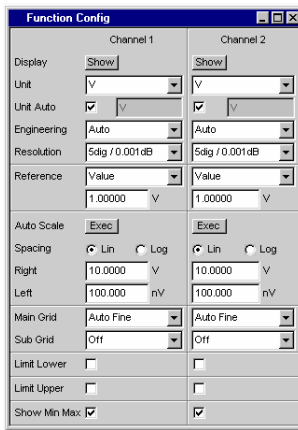 Function Config
Channel 1 Channel 2
Display Show Show
Unit V V
Unit Auto V V
Engineering Auto Auto
Resolution 5dig / 0.001dB 5dig / 0.001dB
Reference Value Value
1.00000 V 1.00000 V
Auto Scale Exec Exec
Spacing Lin Log Lin Log
Right 10.0000 V 10.0000 V
Left 100.000 nV 100.000 nV
Main Grid Auto Fine Auto Fine
Sub Grid Off Off
Limit Lower
Limit Upper
Show Min Max